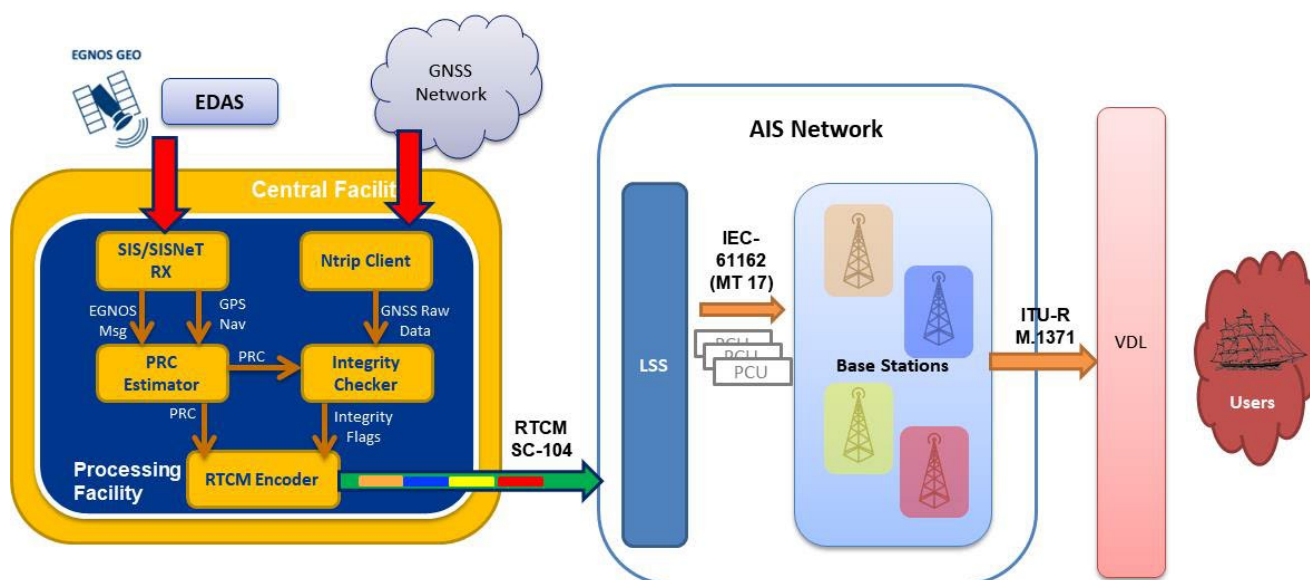 EGNOS GEO
EDAS
GNSS
Network
AIS Network
Central Facilit
SIS/SISNeT
RX
Ntrip Client
EGNOS
Msg
GPS
Nav
GNSS Raw
Data
PRC
Estimator
PRC
Integrity
Checker
PRC
Integrity
Flags
Processing
Facility
RTCM Encoder
RTCM
SC-104
LSS
IEC-
61162
(MT 17)
PCU
PCU
PCU
Base Stations
ITU-R
M.1371
VDL
Users